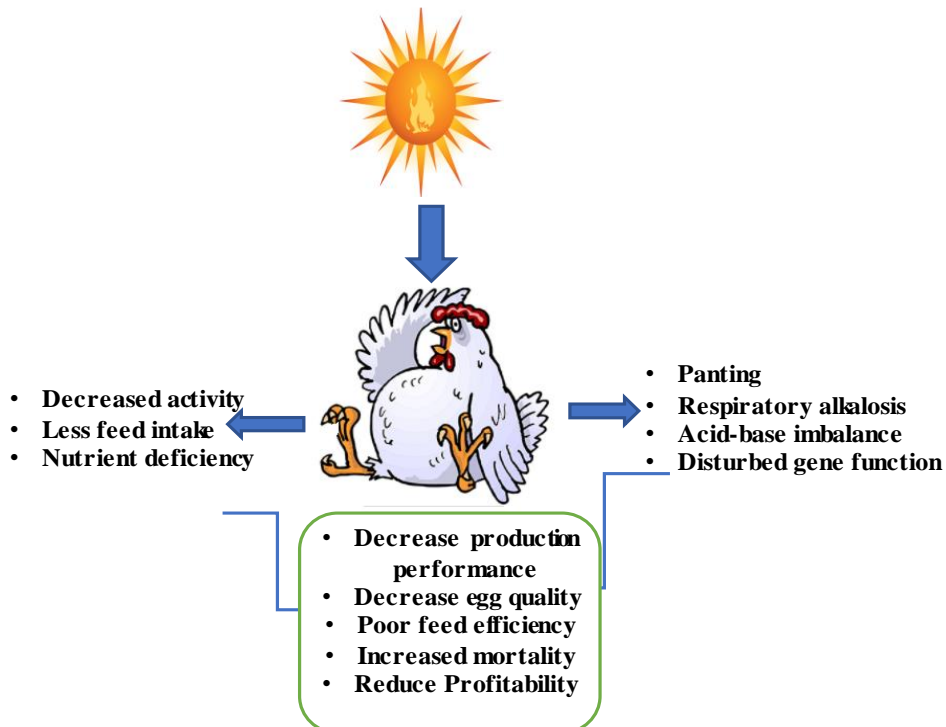 • Decreased activity
• Less feed intake
• Nutrient deficiency
• Panting
• Respiratory alkalosis
• Acid-base imbalance
• Disturbed gene function
• Decrease production
performance
• Decrease egg quality
• Poor feed efficiency
• Increased mortality
• Reduce Profitability